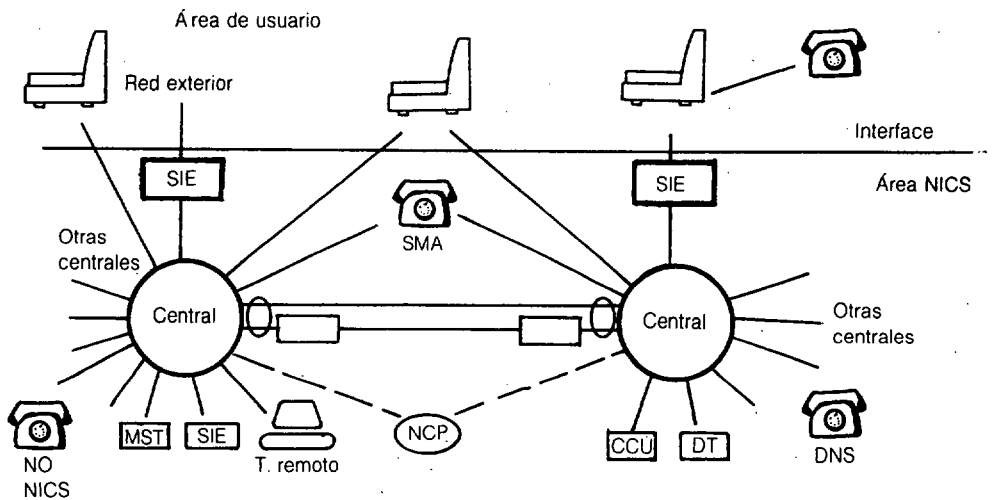 Área de usuario
Red exterior
Interface
SIE
SIE
Área NICS
SMA
Otras
centrales
Central
Central
Otras
centrales
NCP
MST
SIE
CCU
DT
T. remoto
DNS
NO
NICS